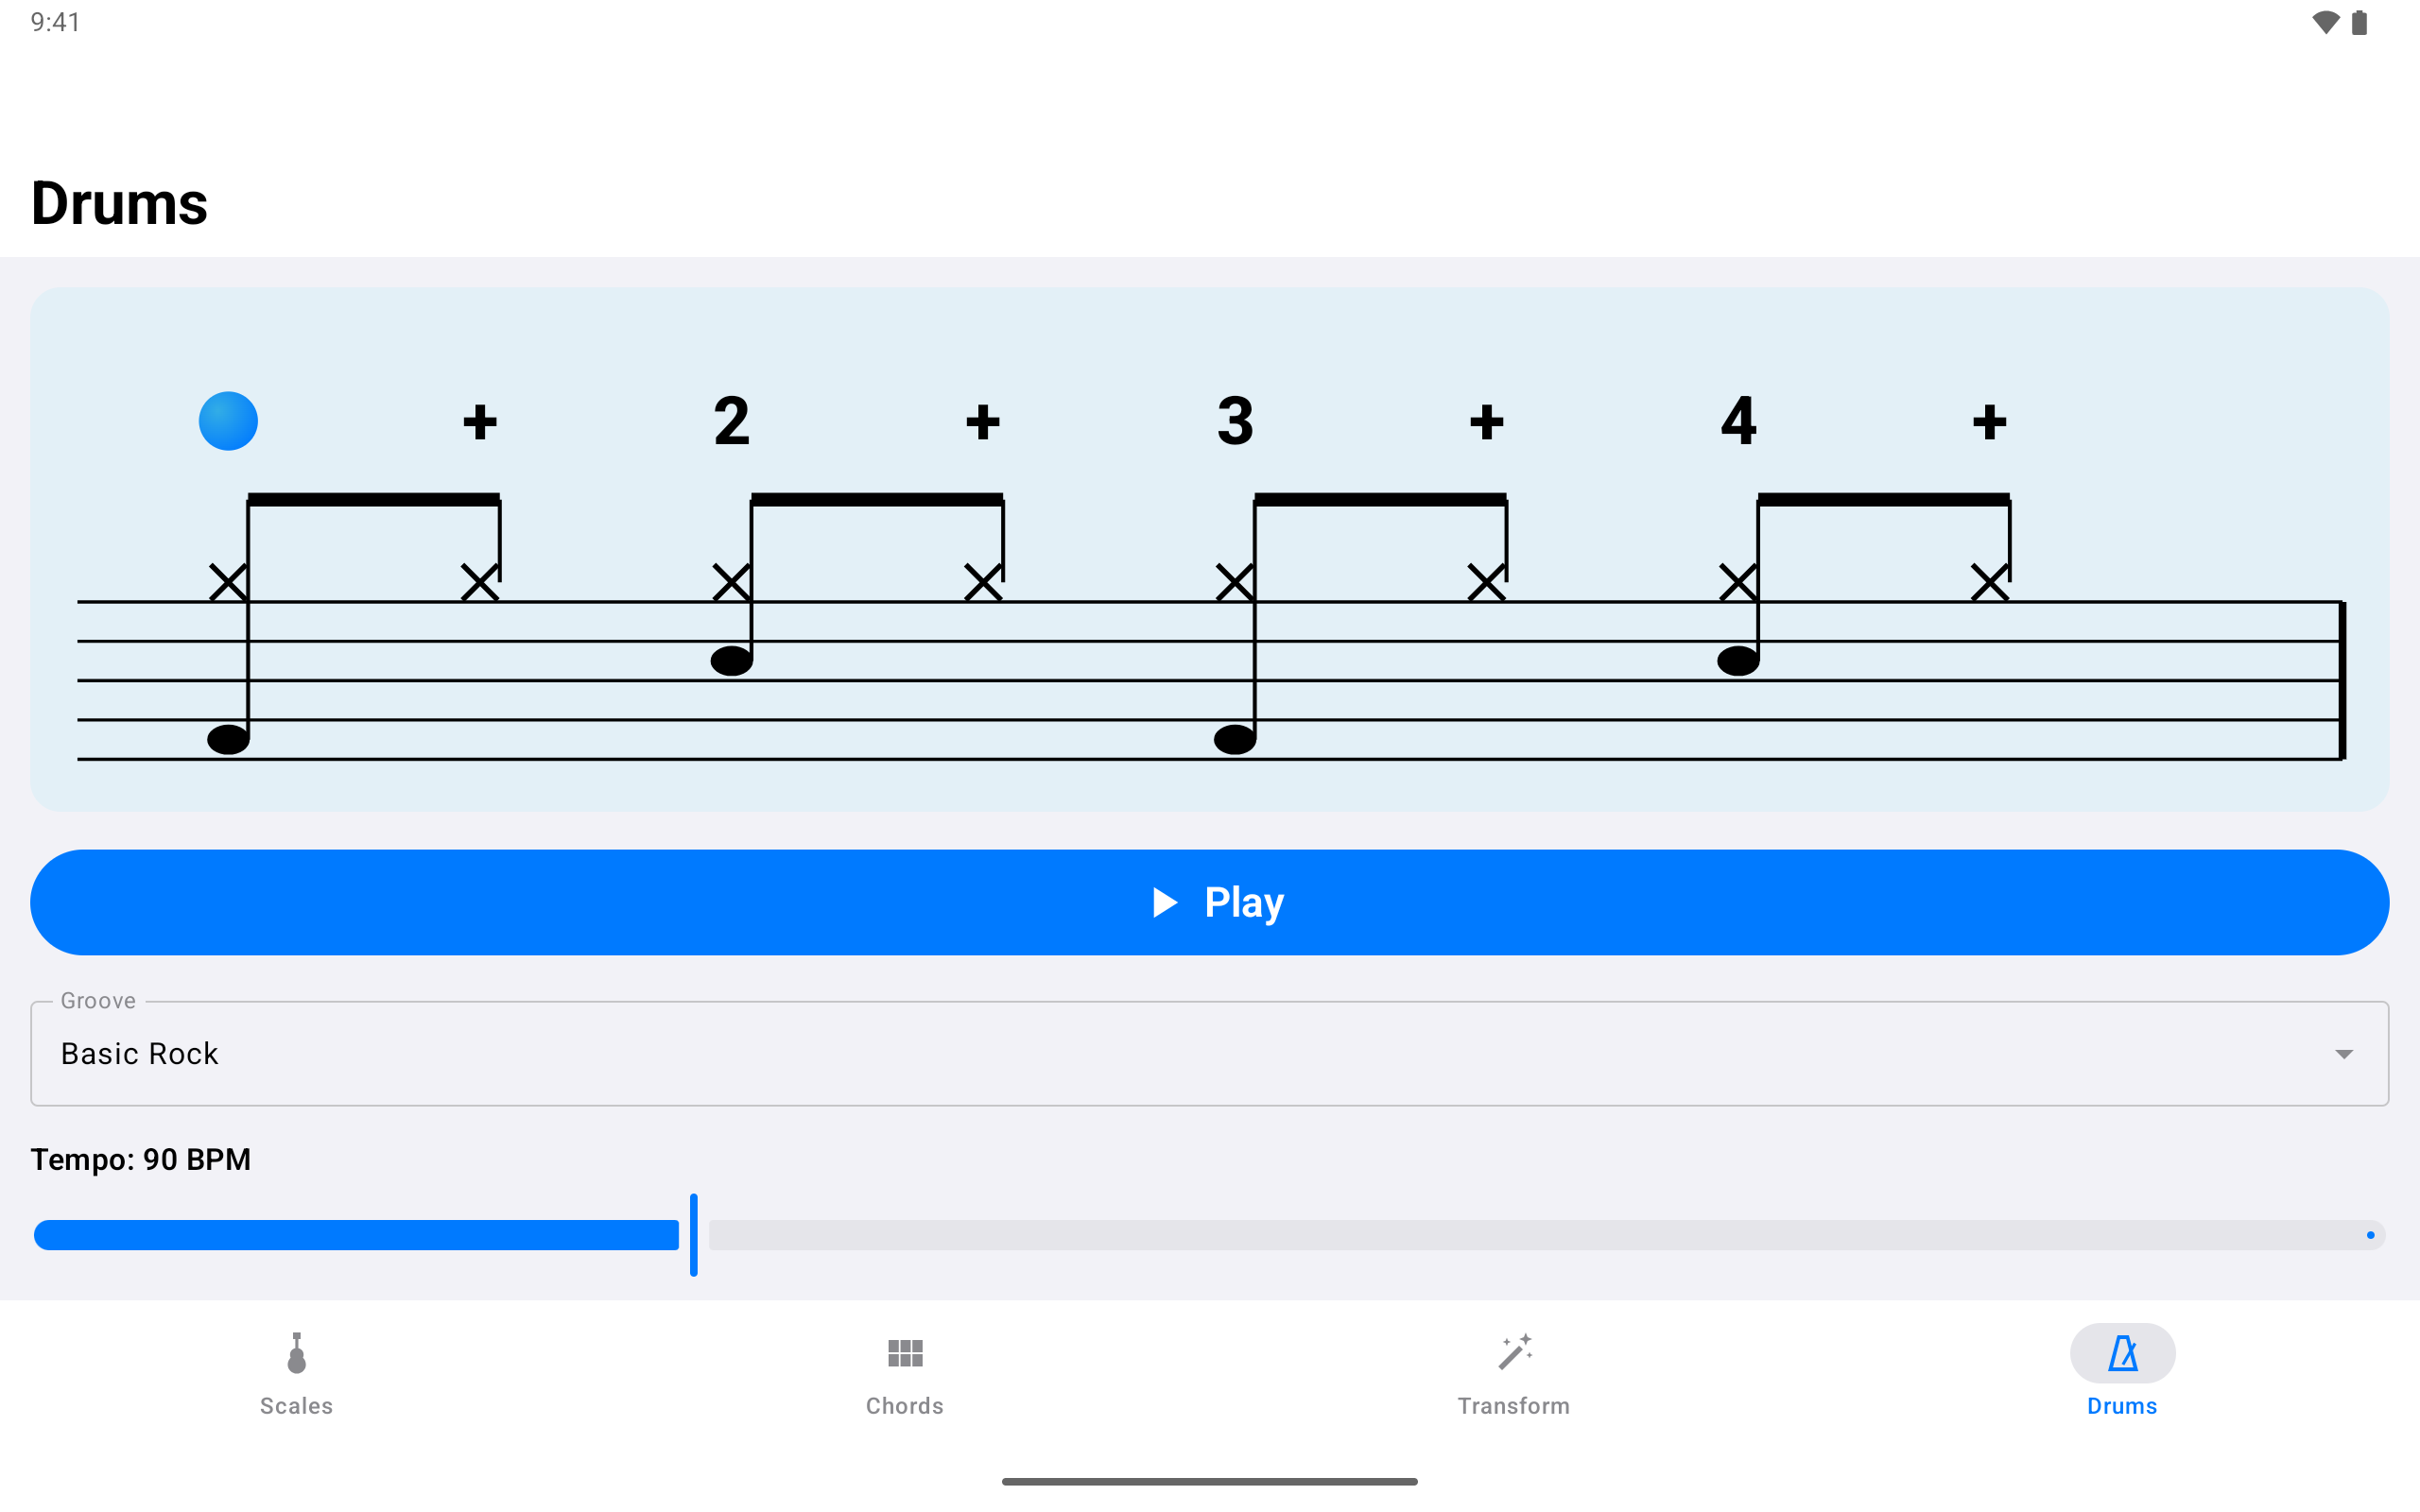 9:41
Drums
+ 2 + 3 + 4 +
Play
Groove
Basic Rock
Tempo: 90 BPM
Scales
Chords
Transform
Drums